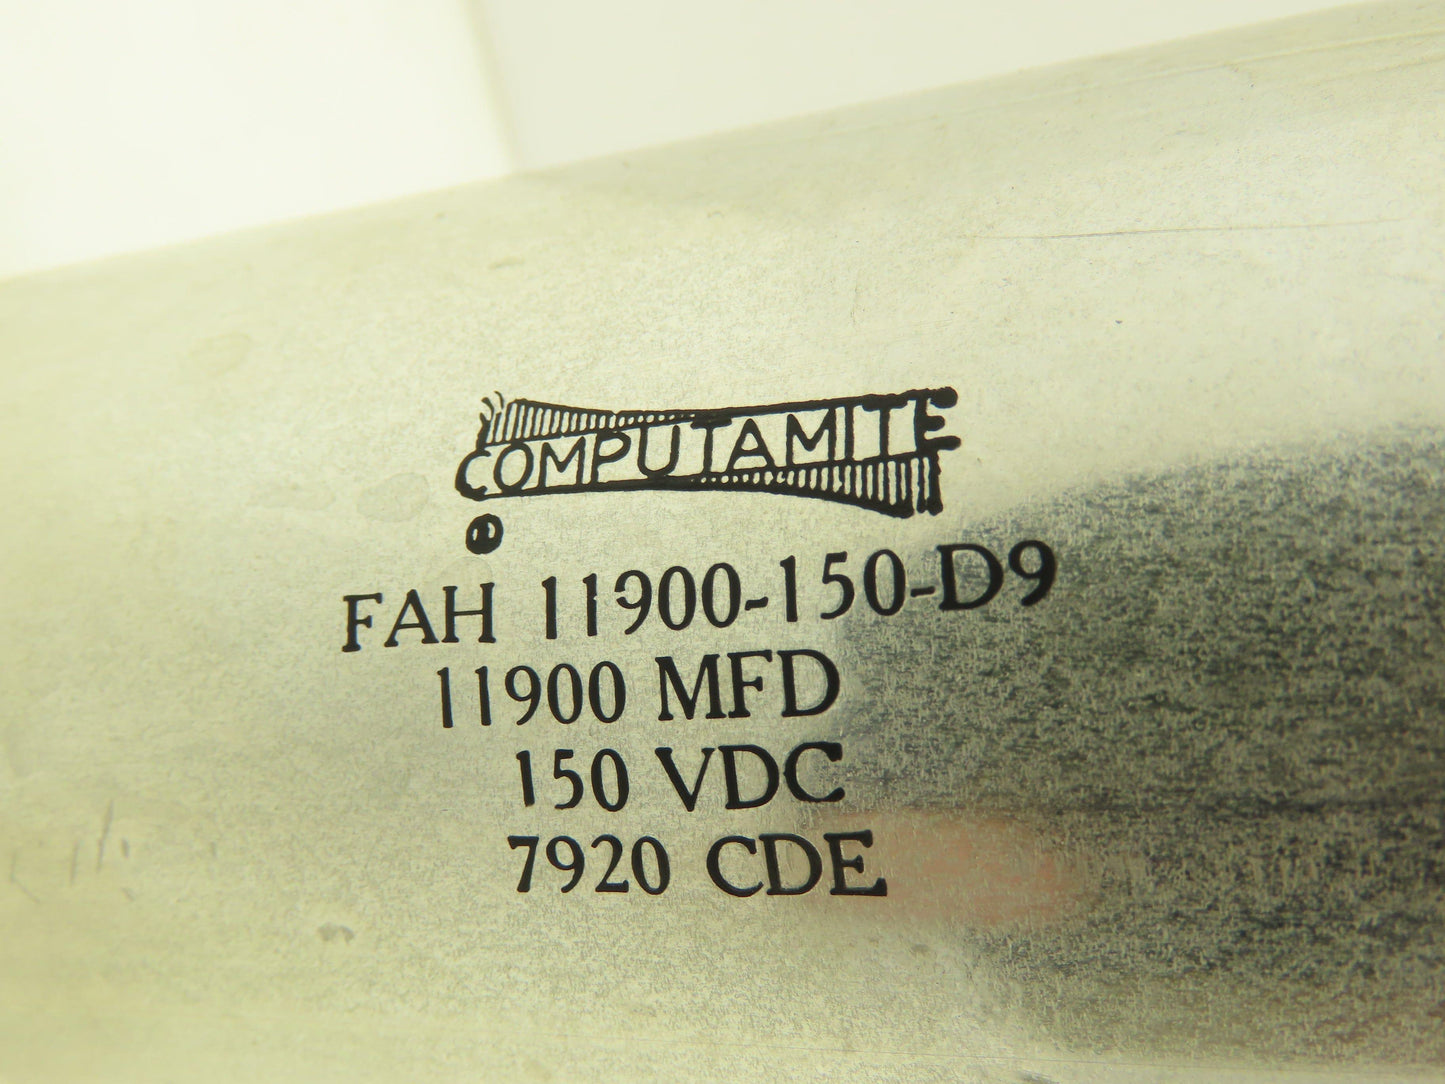 COMPUTAMITE
FAH 11900-150-D9
11900 MFD
150 VDC
7920 CDE